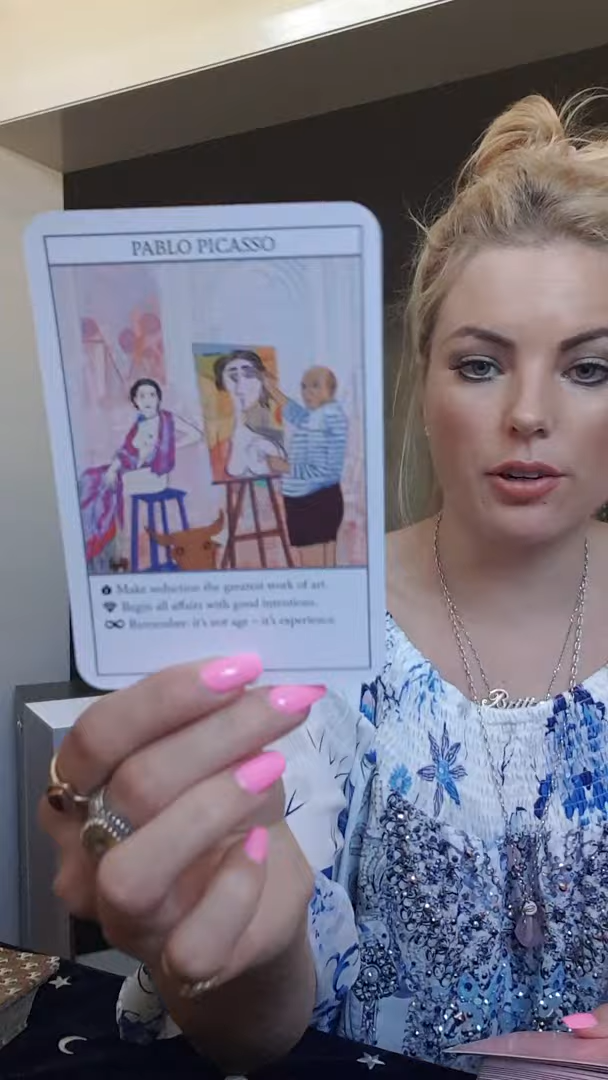 PABLO PICASSO
Make seduction the greatest work of art.
Begin all affairs with good intentions.
Remember: it's not age – it's experience
Britt